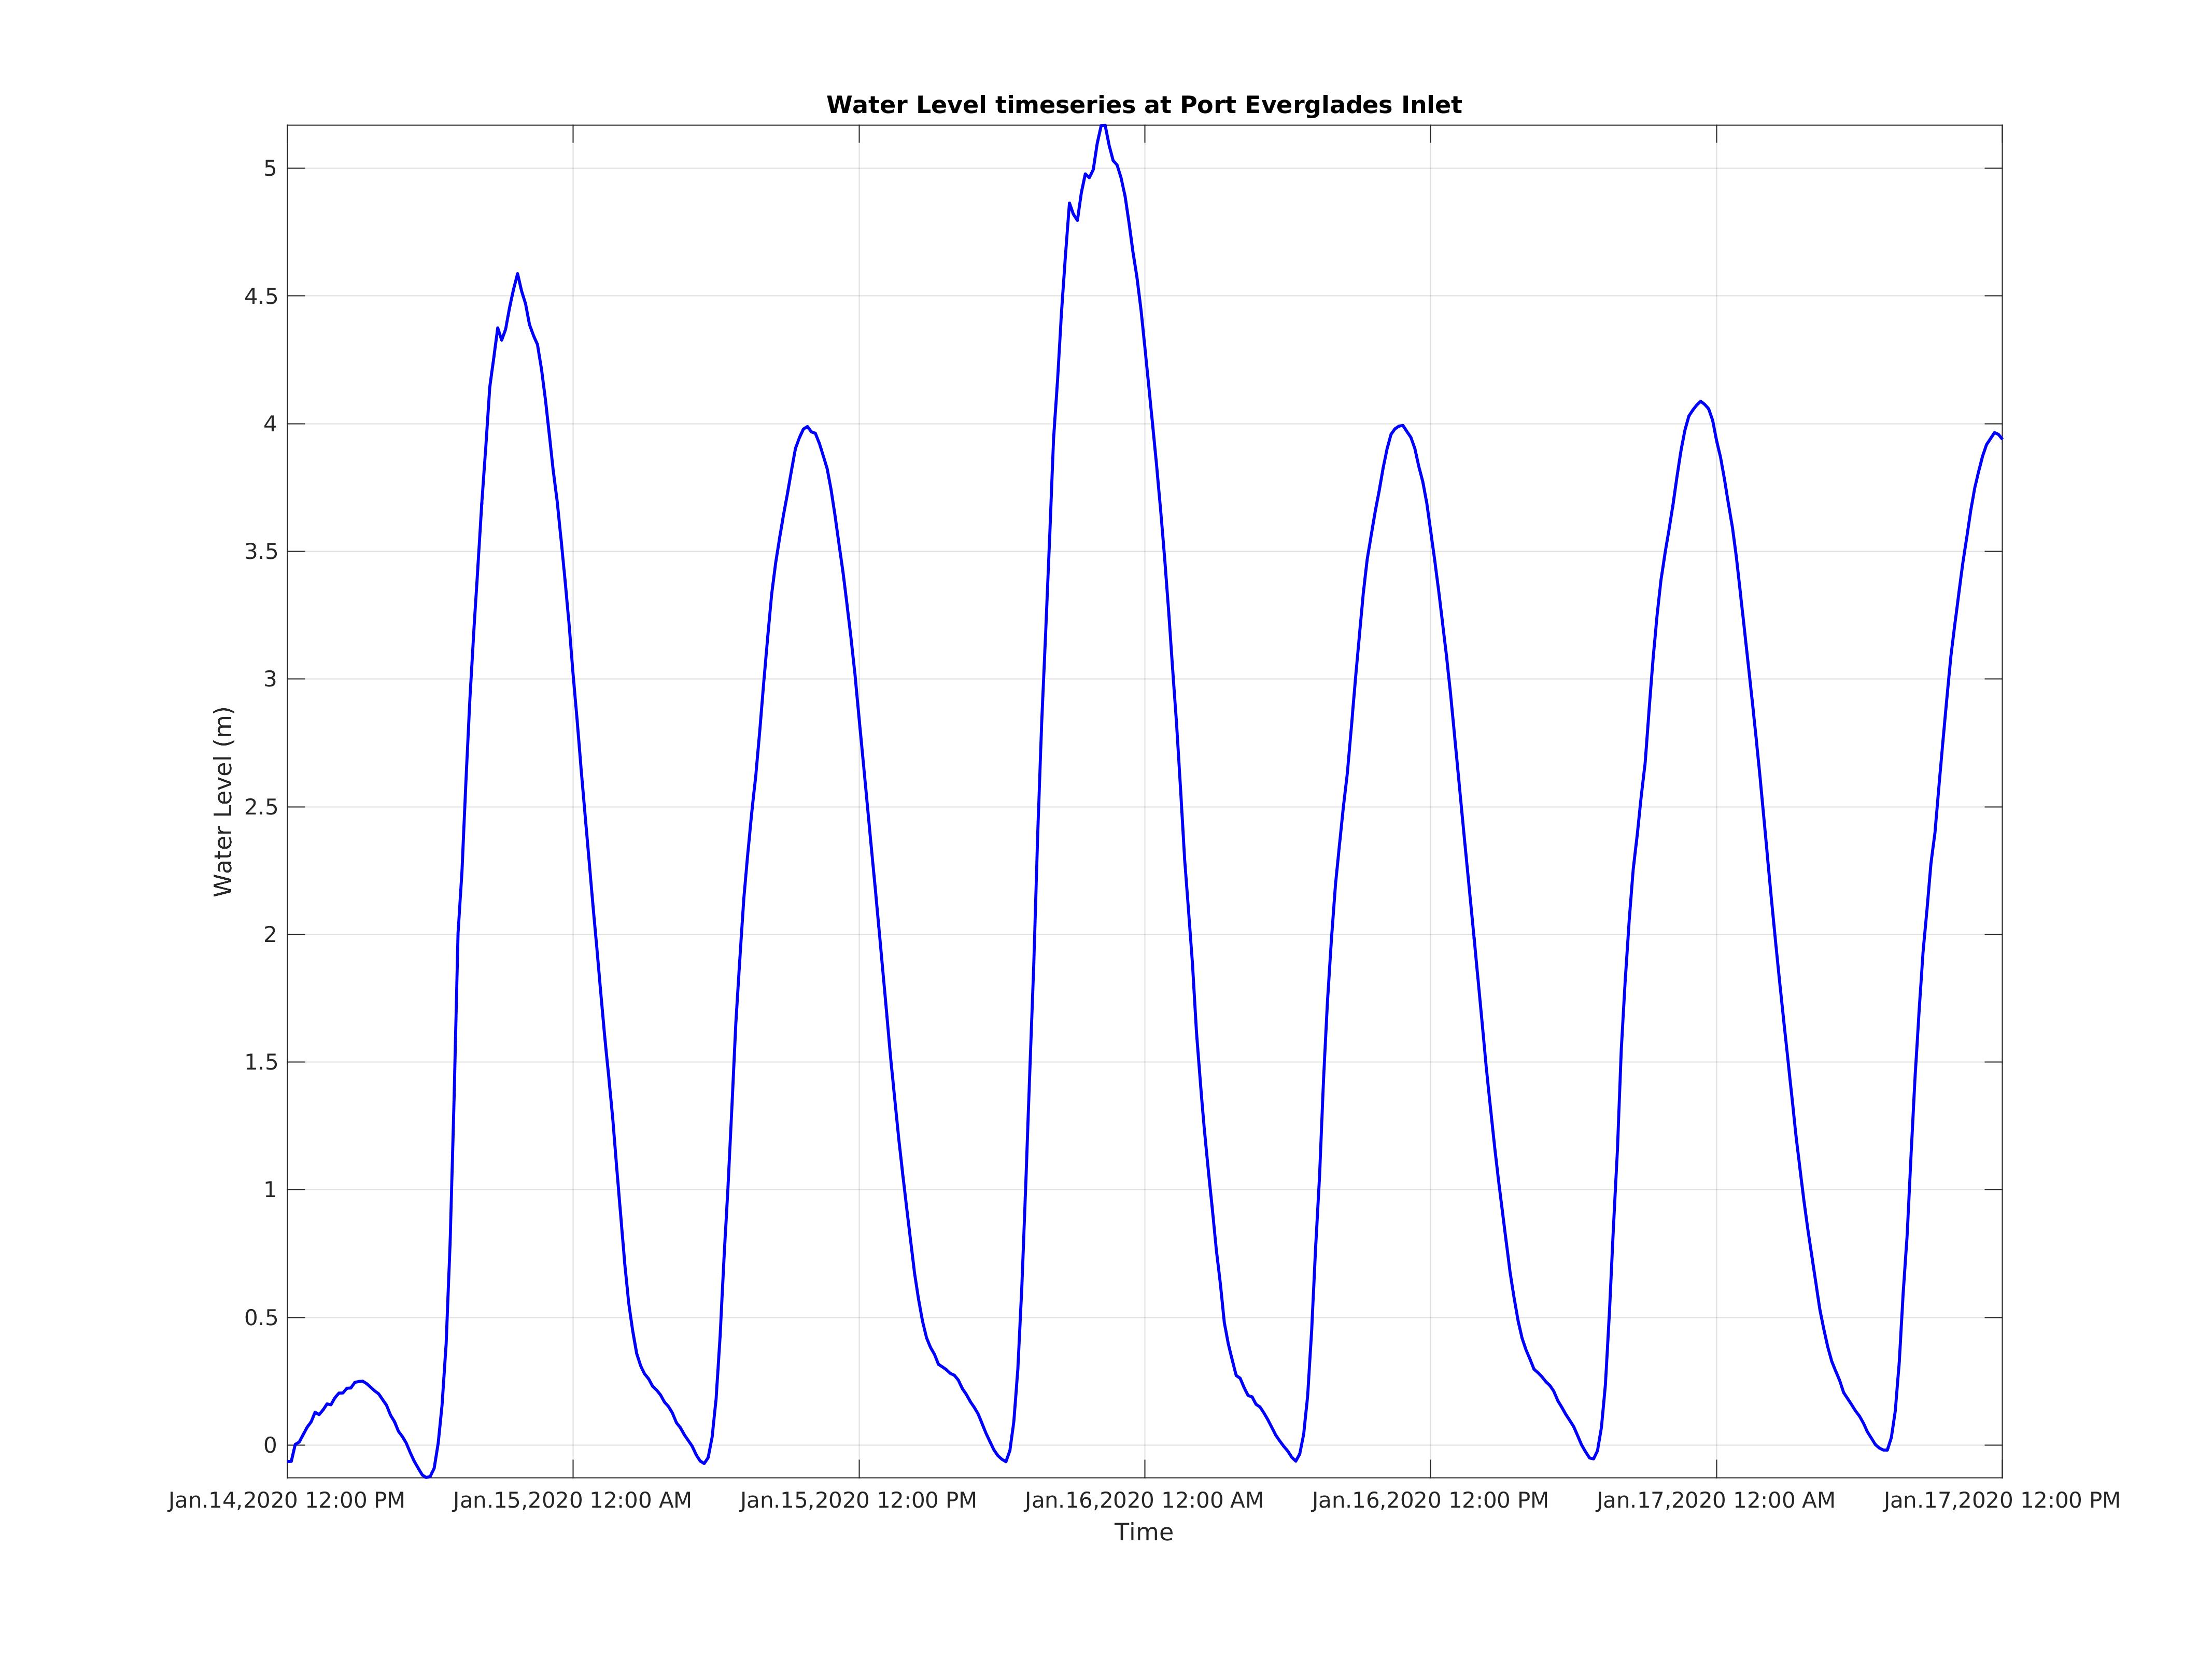 Water Level timeseries at Port Everglades Inlet
5
4.5
4
3.5
3
2.5
2
1.5
1
0.5
0
Water Level (m)
Jan.14,2020 12:00 PM
Jan.15,2020 12:00 AM
Jan.15,2020 12:00 PM
Jan.16,2020 12:00 AM
Jan.16,2020 12:00 PM
Jan.17,2020 12:00 AM
Jan.17,2020 12:00 PM
Time